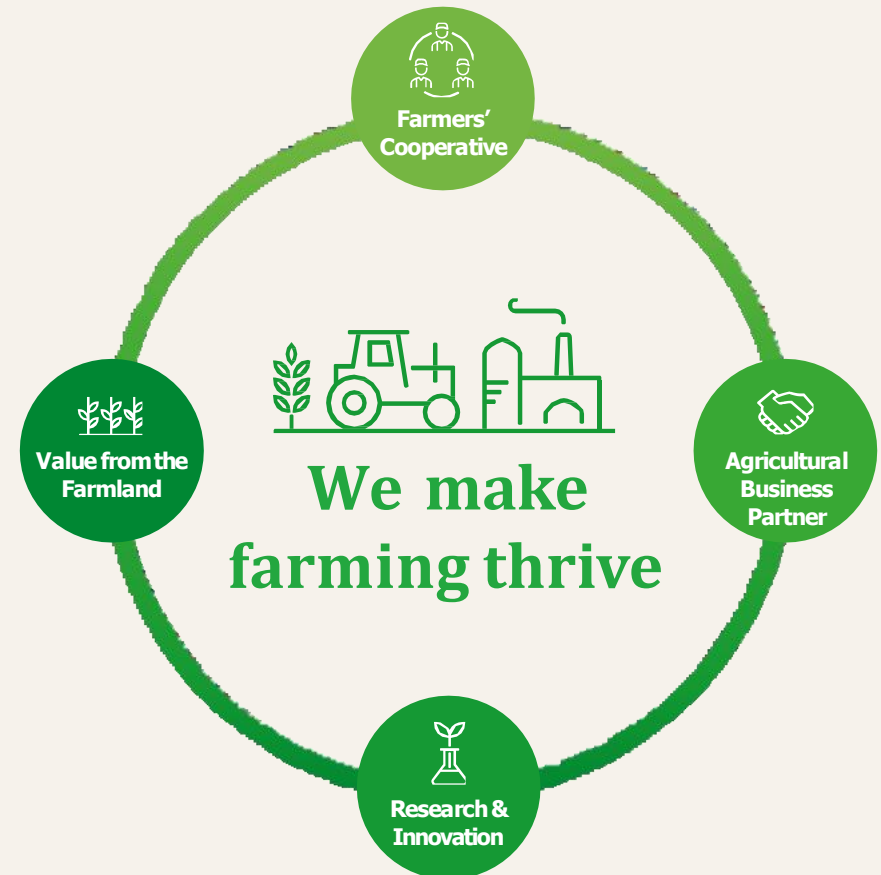 Farmers’
Cooperative
Value from the
Farmland
Agricultural
Business
Partner
We make
farming thrive
Research &
Innovation